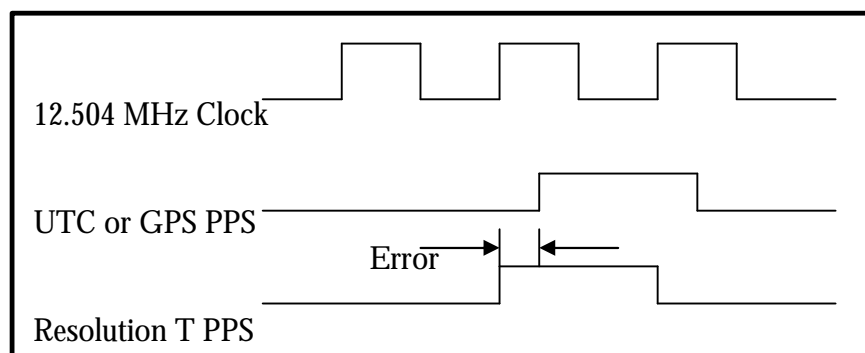 12.504 MHz Clock
UTC or GPS PPS
Error
Resolution T PPS